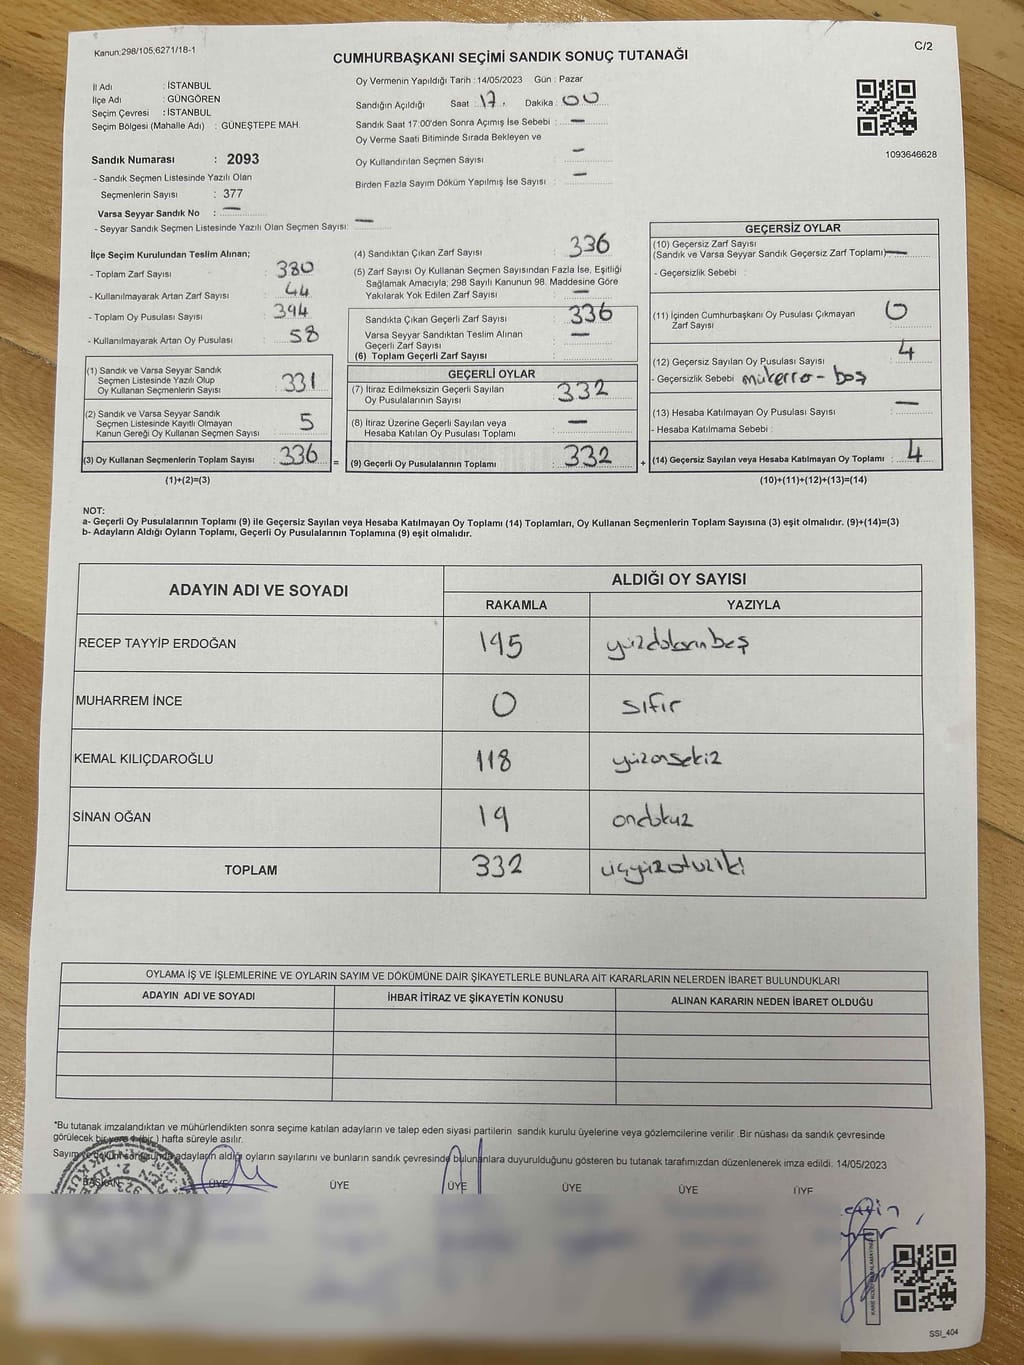 Kanun;298/105,6271/18-1
C/2
CUMHURBAŞKANI SEÇİMİ SANDIK SONUÇ TUTANAĞI
İl Adı : İSTANBUL
İlçe Adı : GÜNGÖREN
Seçim Çevresi : İSTANBUL
Seçim Bölgesi (Mahalle Adı) : GÜNEŞTEPE MAH.
Sandık Numarası : 2093
- Sandık Seçmen Listesinde Yazılı Olan
Seçmenlerin Sayısı : 377
Varsa Seyyar Sandık No : —
- Seyyar Sandık Seçmen Listesinde Yazılı Olan Seçmen Sayısı: —
Oy Vermenin Yapıldığı Tarih : 14/05/2023 Gün : Pazar
Sandığın Açıldığı Saat : 17. Dakika : 00
Sandık Saat 17:00'den Sonra Açımış İse Sebebi : —
Oy Verme Saati Bitiminde Sırada Bekleyen ve
Oy Kullandırılan Seçmen Sayısı : —
Birden Fazla Sayım Döküm Yapılmış İse Sayısı : —
1093646628
İlçe Seçim Kurulundan Teslim Alınan;
- Toplam Zarf Sayısı : 380
- Kullanılmayarak Artan Zarf Sayısı : 44
- Toplam Oy Pusulası Sayısı : 394
- Kullanılmayarak Artan Oy Pusulası : 58
(1) Sandık ve Varsa Seyyar Sandık
Seçmen Listesinde Yazılı Olup
Oy Kullanan Seçmenlerin Sayısı : 331
(2) Sandık ve Varsa Seyyar Sandık
Seçmen Listesinde Kayıtlı Olmayan
Kanun Gereği Oy Kullanan Seçmen Sayısı : 5
(3) Oy Kullanan Seçmenlerin Toplam Sayısı : 336
(1)+(2)=(3)
(4) Sandıktan Çıkan Zarf Sayısı : 336
(5) Zarf Sayısı Oy Kullanan Seçmen Sayısından Fazla İse, Eşitliği
Sağlamak Amacıyla; 298 Sayılı Kanunun 98. Maddesine Göre
Yakılarak Yok Edilen Zarf Sayısı : —
Sandıkta Çıkan Geçerli Zarf Sayısı : 336
Varsa Seyyar Sandıktan Teslim Alınan
Geçerli Zarf Sayısı : —
(6) Toplam Geçerli Zarf Sayısı :
GEÇERLİ OYLAR
(7) İtiraz Edilmeksizin Geçerli Sayılan
Oy Pusulalarının Sayısı : 332
(8) İtiraz Üzerine Geçerli Sayılan veya
Hesaba Katılan Oy Pusulası Toplamı : —
= (9) Geçerli Oy Pusulalarının Toplamı : 332 +
GEÇERSİZ OYLAR
(10) Geçersiz Zarf Sayısı
(Sandık ve Varsa Seyyar Sandık Geçersiz Zarf Toplamı) —
- Geçersizlik Sebebi :
(11) İçinden Cumhurbaşkanı Oy Pusulası Çıkmayan
Zarf Sayısı : 0
(12) Geçersiz Sayılan Oy Pusulası Sayısı : 4
- Geçersizlik Sebebi mükerrer - boş
(13) Hesaba Katılmayan Oy Pusulası Sayısı : —
- Hesaba Katılmama Sebebi :
(14) Geçersiz Sayılan veya Hesaba Katılmayan Oy Toplamı : 4
(10)+(11)+(12)+(13)=(14)
NOT:
a- Geçerli Oy Pusulalarının Toplamı (9) ile Geçersiz Sayılan veya Hesaba Katılmayan Oy Toplamı (14) Toplamları, Oy Kullanan Seçmenlerin Toplam Sayısına (3) eşit olmalıdır. (9)+(14)=(3)
b- Adayların Aldığı Oyların Toplamı, Geçerli Oy Pusulalarının Toplamına (9) eşit olmalıdır.
ADAYIN ADI VE SOYADI ALDIĞI OY SAYISI
RAKAMLA YAZIYLA
RECEP TAYYİP ERDOĞAN 195 yüzdoksanbeş
MUHARREM İNCE 0 sıfır
KEMAL KILIÇDAROĞLU 118 yüzonsekiz
SİNAN OĞAN 19 ondokuz
TOPLAM 332 üçyüzotuziki
OYLAMA İŞ VE İŞLEMLERİNE VE OYLARIN SAYIM VE DÖKÜMÜNE DAİR ŞİKAYETLERLE BUNLARA AİT KARARLARIN NELERDEN İBARET BULUNDUKLARI
ADAYIN ADI VE SOYADI İHBAR İTİRAZ VE ŞİKAYETİN KONUSU ALINAN KARARIN NEDEN İBARET OLDUĞU
*Bu tutanak imzalandıktan ve mühürlendikten sonra seçime katılan adayların ve talep eden siyasi partilerin sandık kurulu üyelerine veya gözlemcilerine verilir .Bir nüshası da sandık çevresinde
görülecek bir yere 1 (bir ) hafta süreyle asılır.
Sayım ve döküm sonucunda adayların aldığı oyların sayılarını ve bunların sandık çevresinde bulunanlara duyurulduğunu gösteren bu tutanak tarafımızdan düzenlenerek imza edildi. 14/05/2023
BAŞKAN ÜYE ÜYE ÜYE ÜYE ÜYE ÜYE
SSI_404